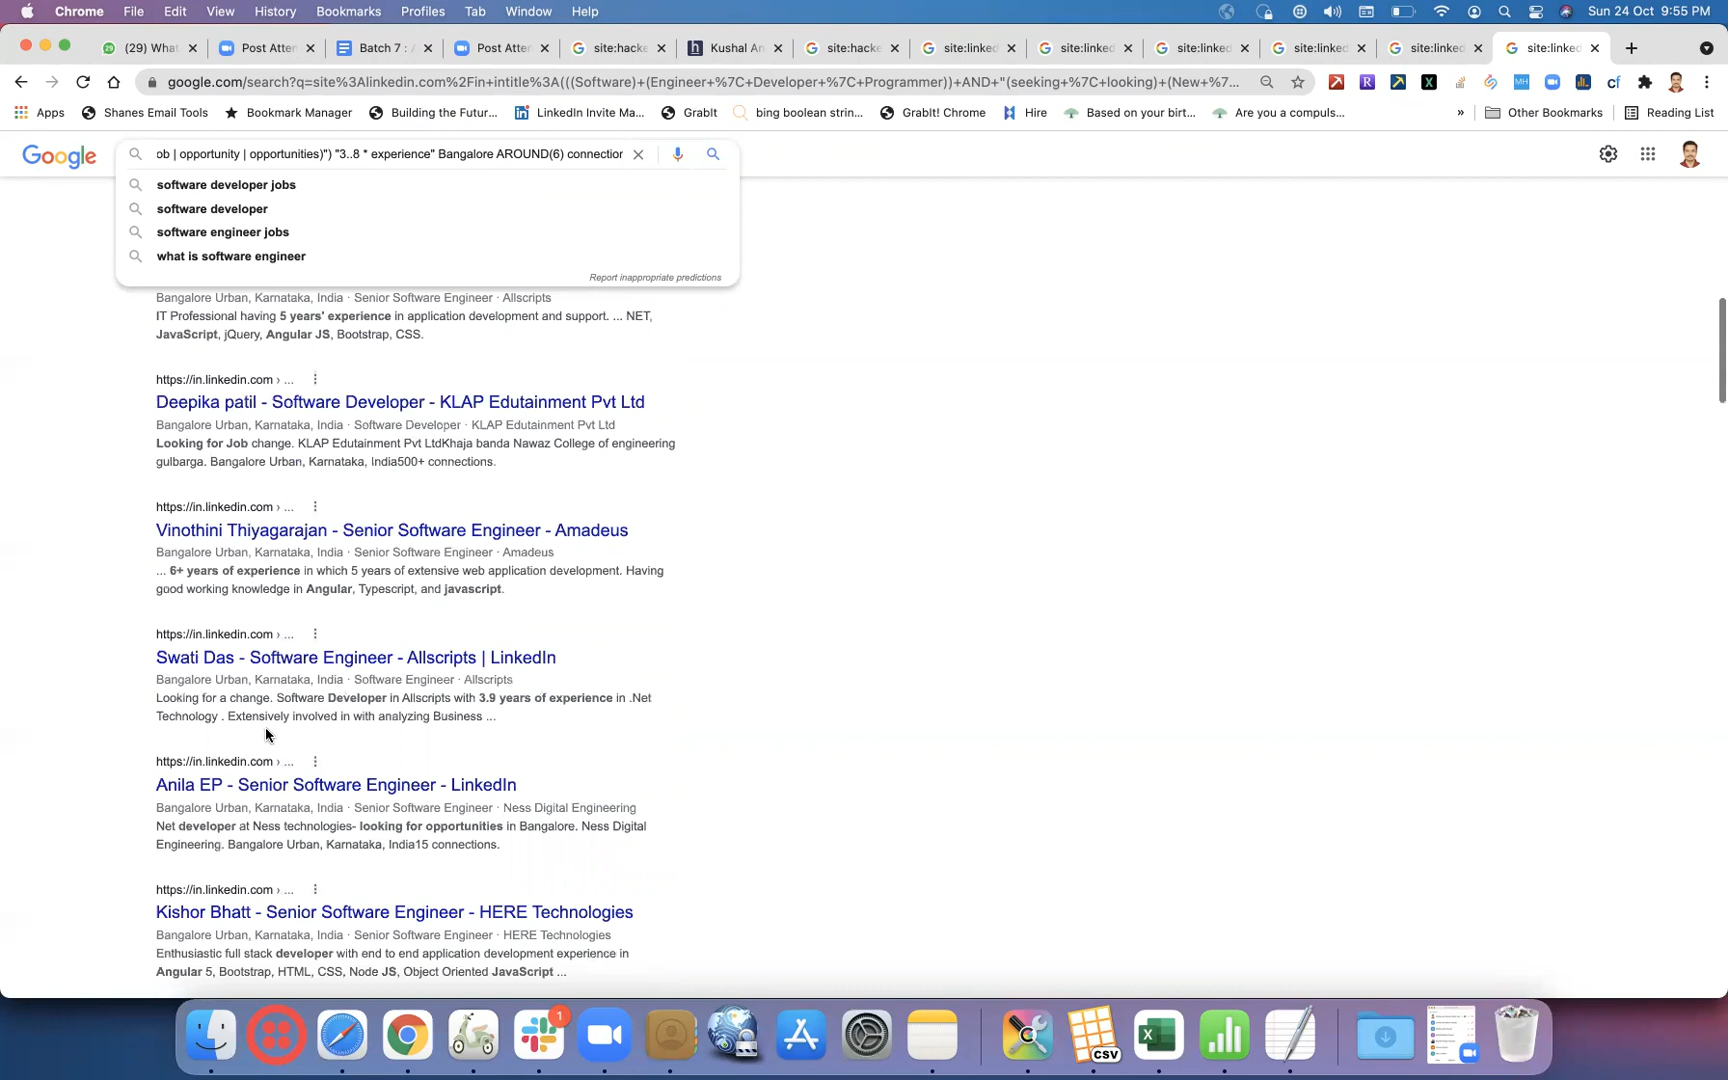 Chrome File Edit View History Bookmarks Profiles Tab Window Help Sun 24 Oct 9:55 PM
(29) What. Post Atten Batch 7 : A Post Atten site:hacke Kushal An site:hacke site:linked site:linked site:linked site:linked site:linked site:linked
google.com/search?q=site%3Alinkedin.com%2Fin+intitle%3A(((Software)+(Engineer+%7C+Developer+%7C+Programmer))+AND+"(seeking+%7C+looking)+(New+%7...
Apps Shanes Email Tools Bookmark Manager Building the Futur... LinkedIn Invite Ma... GrabIt bing boolean strin... GrabIt! Chrome Hire Based on your birt... Are you a compuls... » Other Bookmarks Reading List
Google ob | opportunity | opportunities)") "3..8 * experience" Bangalore AROUND(6) connection
software developer jobs
software developer
software engineer jobs
what is software engineer
Report inappropriate predictions
Bangalore Urban, Karnataka, India · Senior Software Engineer · Allscripts
IT Professional having 5 years' experience in application development and support. ... NET,
JavaScript, jQuery, Angular JS, Bootstrap, CSS.
https://in.linkedin.com › ...
Deepika patil - Software Developer - KLAP Edutainment Pvt Ltd
Bangalore Urban, Karnataka, India · Software Developer · KLAP Edutainment Pvt Ltd
Looking for Job change. KLAP Edutainment Pvt LtdKhaja banda Nawaz College of engineering
gulbarga. Bangalore Urban, Karnataka, India500+ connections.
https://in.linkedin.com › ...
Vinothini Thiyagarajan - Senior Software Engineer - Amadeus
Bangalore Urban, Karnataka, India · Senior Software Engineer · Amadeus
... 6+ years of experience in which 5 years of extensive web application development. Having
good working knowledge in Angular, Typescript, and javascript.
https://in.linkedin.com › ...
Swati Das - Software Engineer - Allscripts | LinkedIn
Bangalore Urban, Karnataka, India · Software Engineer · Allscripts
Looking for a change. Software Developer in Allscripts with 3.9 years of experience in .Net
Technology . Extensively involved in with analyzing Business ...
https://in.linkedin.com › ...
Anila EP - Senior Software Engineer - LinkedIn
Bangalore Urban, Karnataka, India · Senior Software Engineer · Ness Digital Engineering
Net developer at Ness technologies- looking for opportunities in Bangalore. Ness Digital
Engineering. Bangalore Urban, Karnataka, India15 connections.
https://in.linkedin.com › ...
Kishor Bhatt - Senior Software Engineer - HERE Technologies
Bangalore Urban, Karnataka, India · Senior Software Engineer · HERE Technologies
Enthusiastic full stack developer with end to end application development experience in
Angular 5, Bootstrap, HTML, CSS, Node JS, Object Oriented JavaScript ...
1
CSV